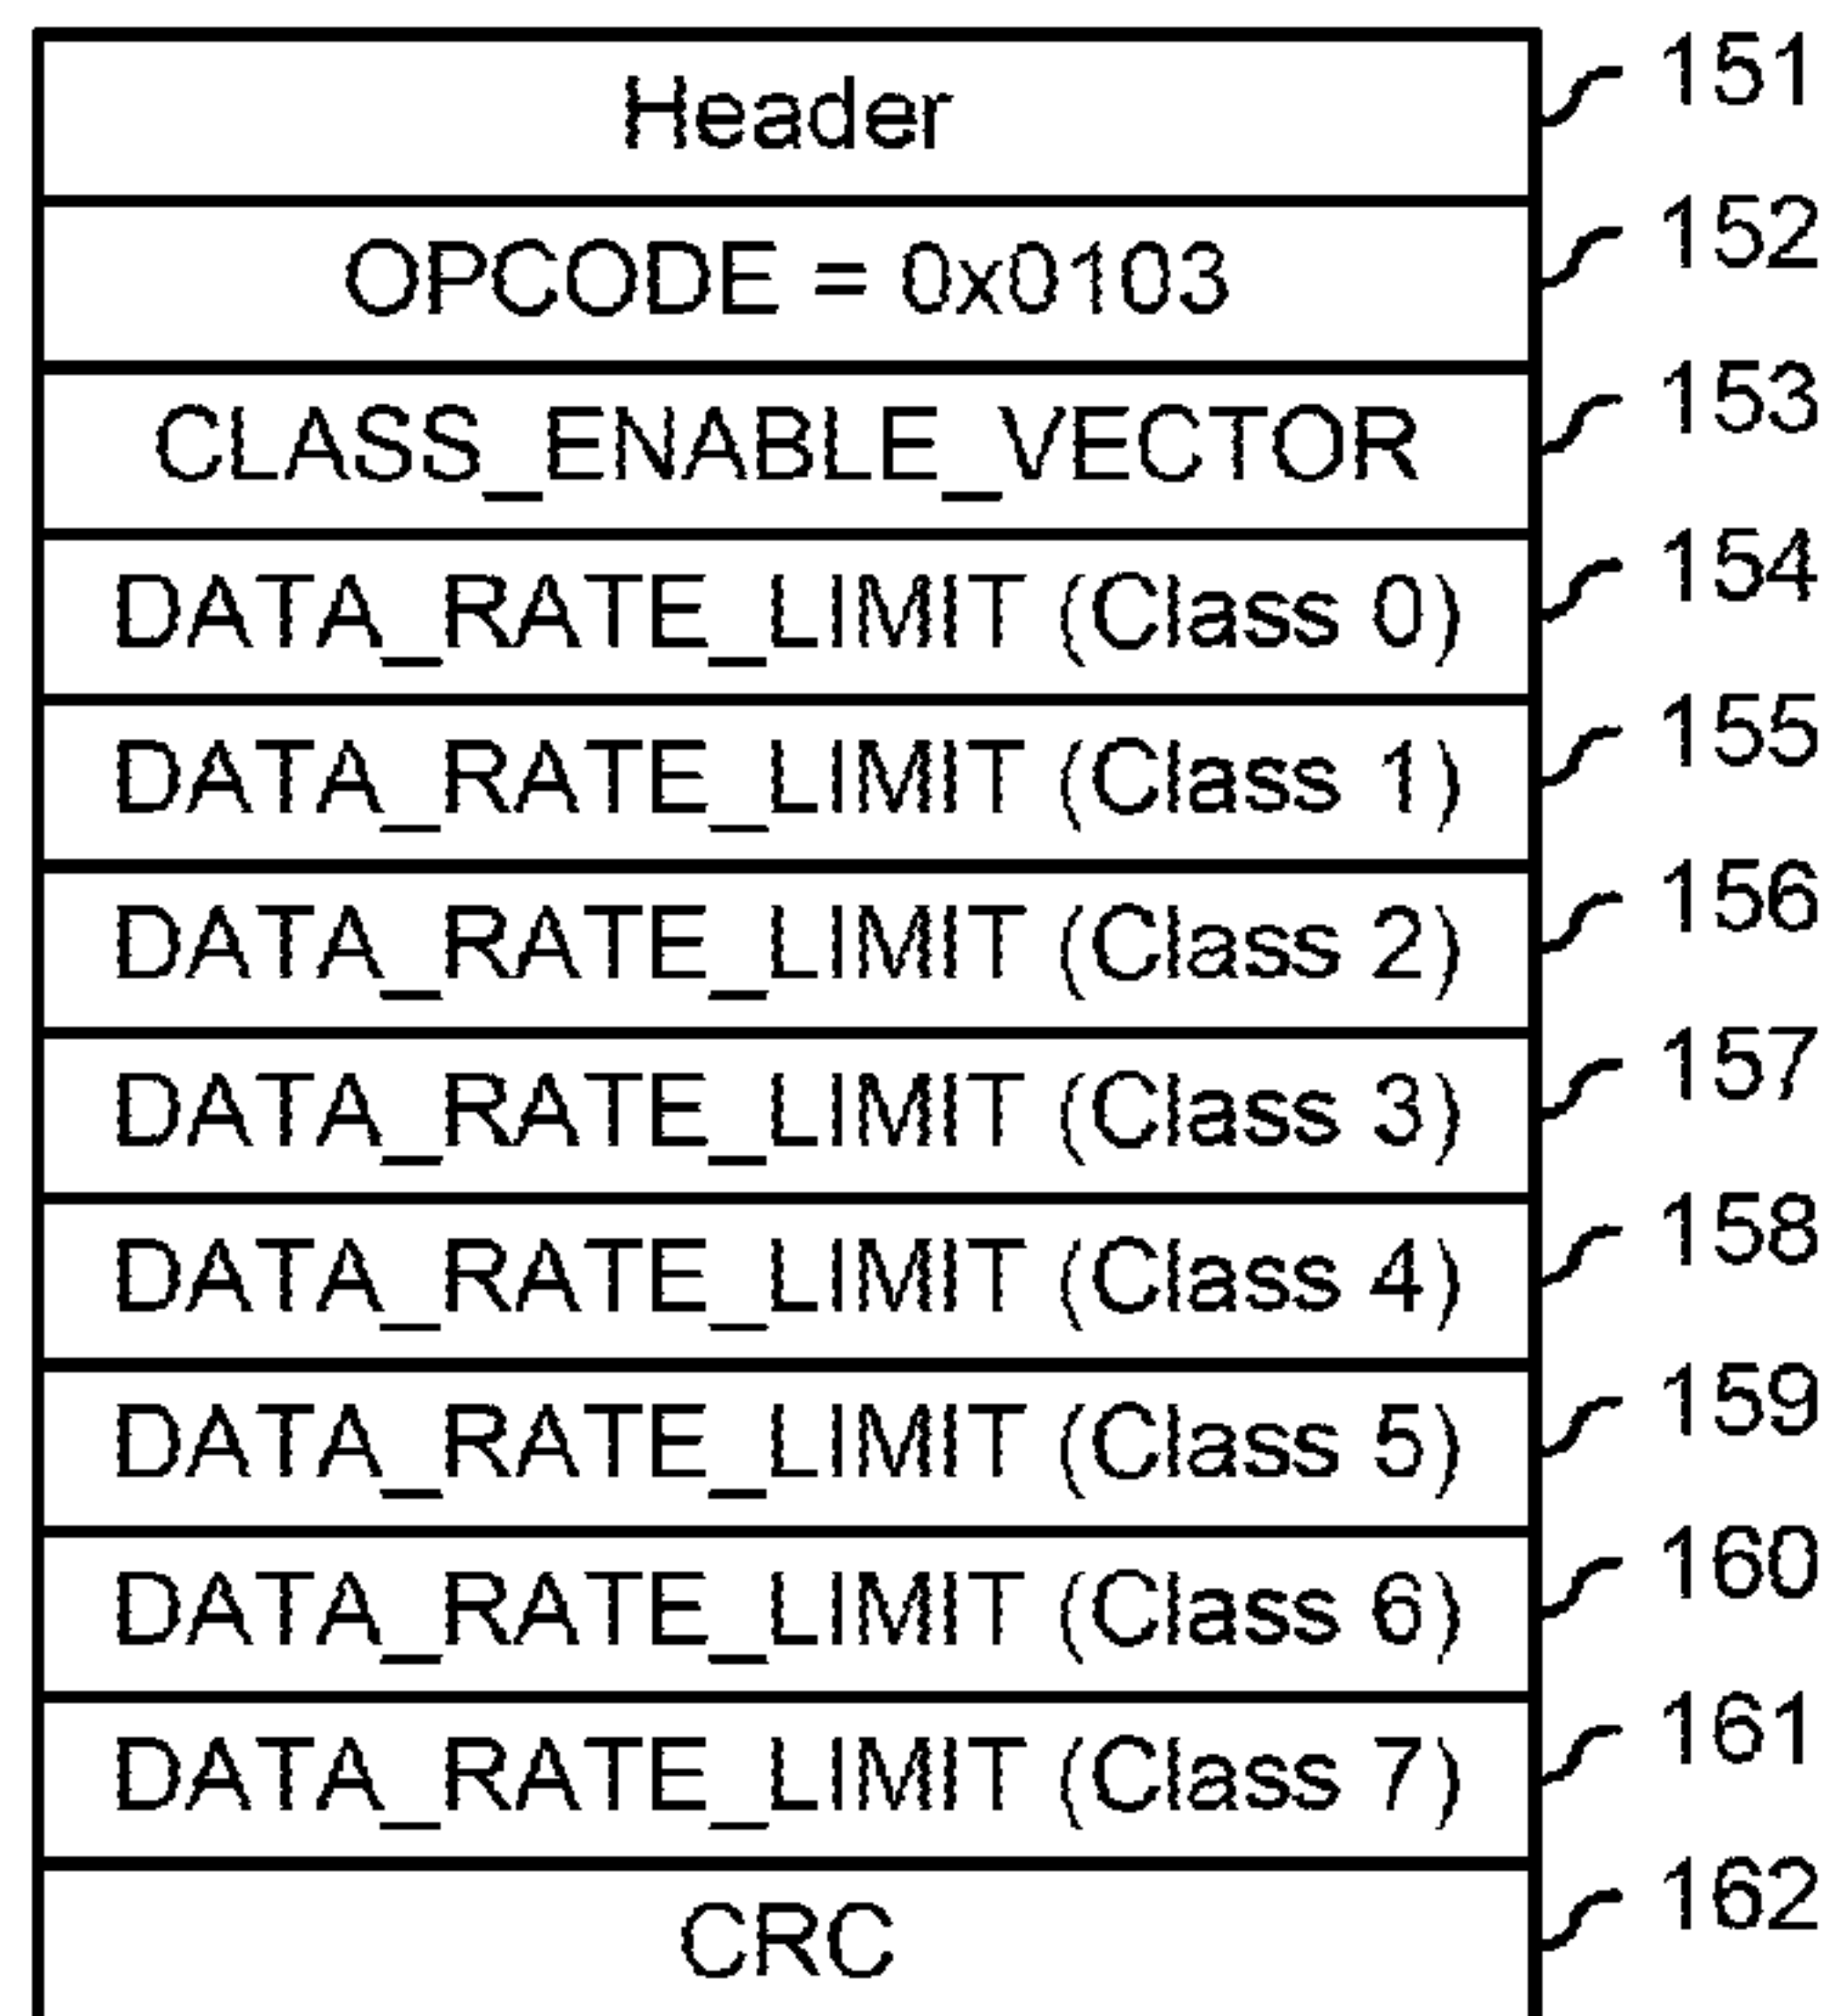 Header 151
OPCODE = 0x0103 152
CLASS_ENABLE_VECTOR 153
DATA_RATE_LIMIT (Class 0) 154
DATA_RATE_LIMIT (Class 1) 155
DATA_RATE_LIMIT (Class 2) 156
DATA_RATE_LIMIT (Class 3) 157
DATA_RATE_LIMIT (Class 4) 158
DATA_RATE_LIMIT (Class 5) 159
DATA_RATE_LIMIT (Class 6) 160
DATA_RATE_LIMIT (Class 7) 161
CRC 162